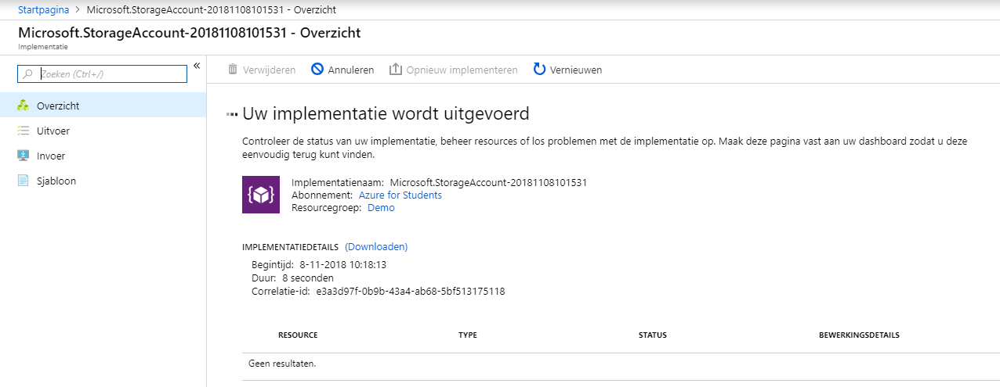 Startpagina > Microsoft.StorageAccount-20181108101531 - Overzicht
Microsoft.StorageAccount-20181108101531 - Overzicht
Implementatie
Zoeken (Ctrl+/)
«
Verwijderen Annuleren Opnieuw implementeren Vernieuwen
Overzicht
Uitvoer
Invoer
Sjabloon
Uw implementatie wordt uitgevoerd
Controleer de status van uw implementatie, beheer resources of los problemen met de implementatie op. Maak deze pagina vast aan uw dashboard zodat u deze
eenvoudig terug kunt vinden.
Implementatienaam: Microsoft.StorageAccount-20181108101531
Abonnement: Azure for Students
Resourcegroep: Demo
IMPLEMENTATIEDETAILS (Downloaden)
Begintijd: 8-11-2018 10:18:13
Duur: 8 seconden
Correlatie-id: e3a3d97f-0b9b-43a4-ab68-5bf513175118
RESOURCE TYPE STATUS BEWERKINGSDETAILS
Geen resultaten.